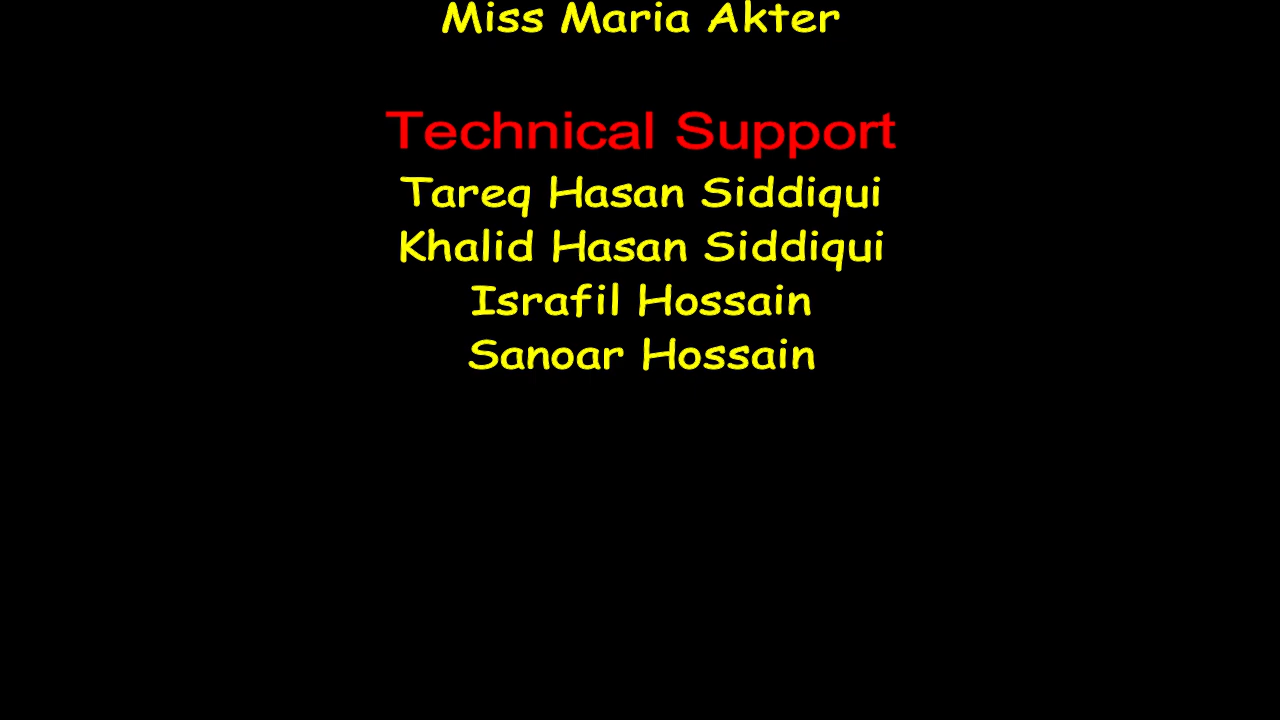 Miss Maria Akter
Technical Support
Tareq Hasan Siddiqui
Khalid Hasan Siddiqui
Israfil Hossain
Sanoar Hossain